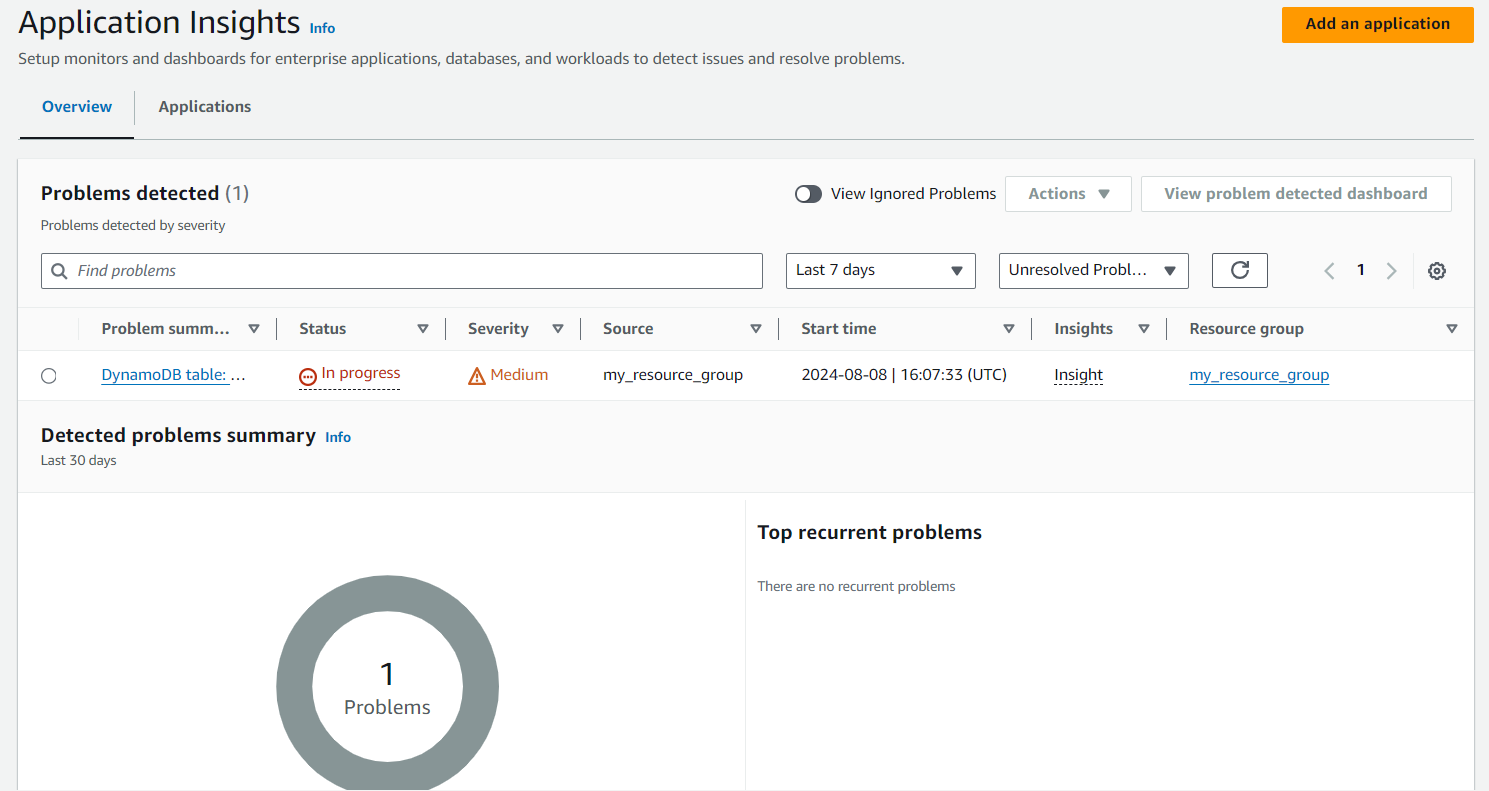 Application Insights Info
Add an application
Setup monitors and dashboards for enterprise applications, databases, and workloads to detect issues and resolve problems.
Overview
Applications
Problems detected (1)
View Ignored Problems
Actions
View problem detected dashboard
Problems detected by severity
Find problems
Last 7 days
Unresolved Probl...
1
Problem summ...
Status
Severity
Source
Start time
Insights
Resource group
DynamoDB table: ...
In progress
Medium
my_resource_group
2024-08-08 | 16:07:33 (UTC)
Insight
my_resource_group
Detected problems summary Info
Last 30 days
1
Problems
Top recurrent problems
There are no recurrent problems